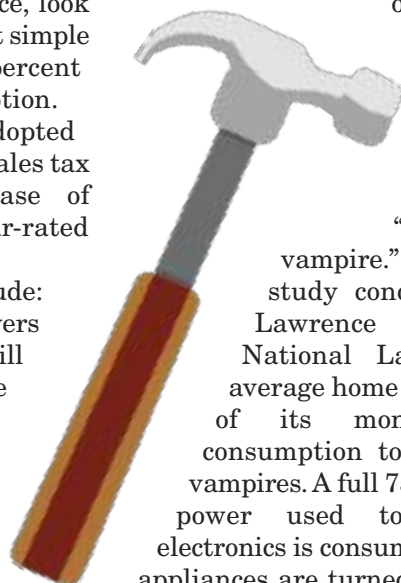 ce, look
simple
percent
tion.
dopted
ales tax
ase of
r-rated
ude:
vers
ill
e
o
“
vampire.”
study conc
Lawrence
National La
average home
of its mon
consumption to
vampires. A full 7
power used to
electronics is consum
appliances are turned